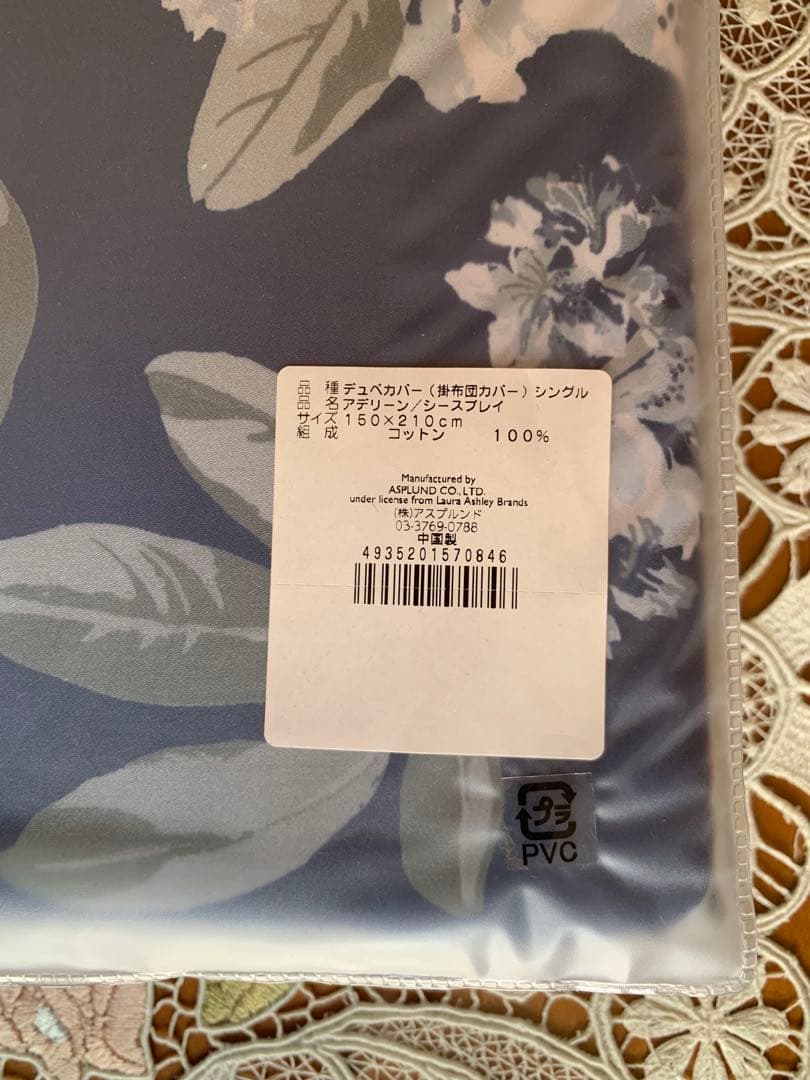 品 種 デュベカバー(掛布団カバー)シングル
品 名 アデリーン/シースプレイ
サイズ 150×210cm
組 成 コットン 100%
Manufactured by
ASPLUND CO.,LTD.
under license from Laura Ashley Brands
(株)アスプルンド
03-3769-0788
中国製
4935201570846
プラ
PVC